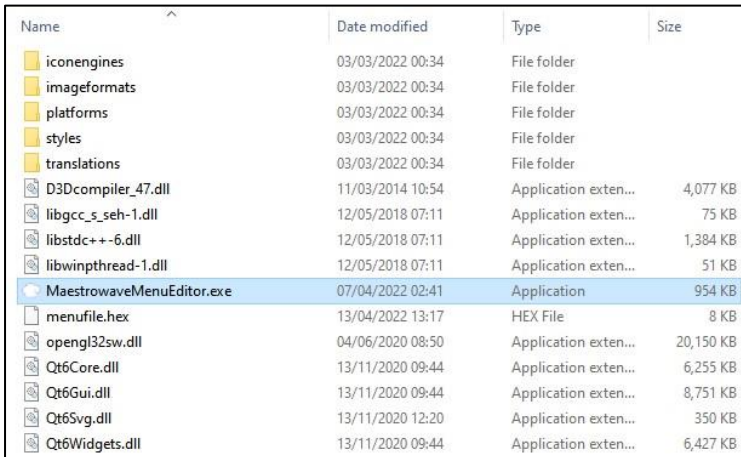 Name Date modified Type Size
iconengines 03/03/2022 00:34 File folder
imageformats 03/03/2022 00:34 File folder
platforms 03/03/2022 00:34 File folder
styles 03/03/2022 00:34 File folder
translations 03/03/2022 00:34 File folder
D3Dcompiler_47.dll 11/03/2014 10:54 Application exten... 4,077 KB
libgcc_s_seh-1.dll 12/05/2018 07:11 Application exten... 75 KB
libstdc++-6.dll 12/05/2018 07:11 Application exten... 1,384 KB
libwinpthread-1.dll 12/05/2018 07:11 Application exten... 51 KB
MaestrowaveMenuEditor.exe 07/04/2022 02:41 Application 954 KB
menufile.hex 13/04/2022 13:17 HEX File 8 KB
opengl32sw.dll 04/06/2020 08:50 Application exten... 20,150 KB
Qt6Core.dll 13/11/2020 09:44 Application exten... 6,255 KB
Qt6Gui.dll 13/11/2020 09:44 Application exten... 8,751 KB
Qt6Svg.dll 13/11/2020 12:20 Application exten... 350 KB
Qt6Widgets.dll 13/11/2020 09:44 Application exten... 6,427 KB